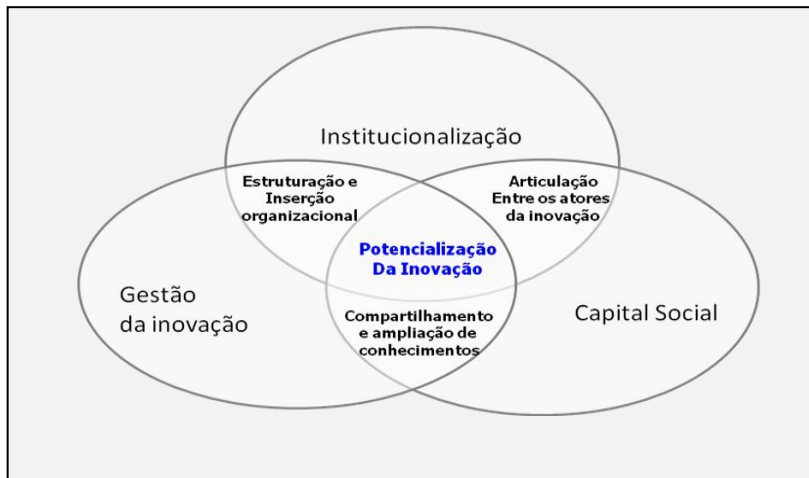 Institucionalização
Estruturação e
Inserção
organizacional
Articulação
Entre os atores
da inovação
Potencialização
Da Inovação
Gestão
da inovação
Capital Social
Compartilhamento
e ampliação de
conhecimentos